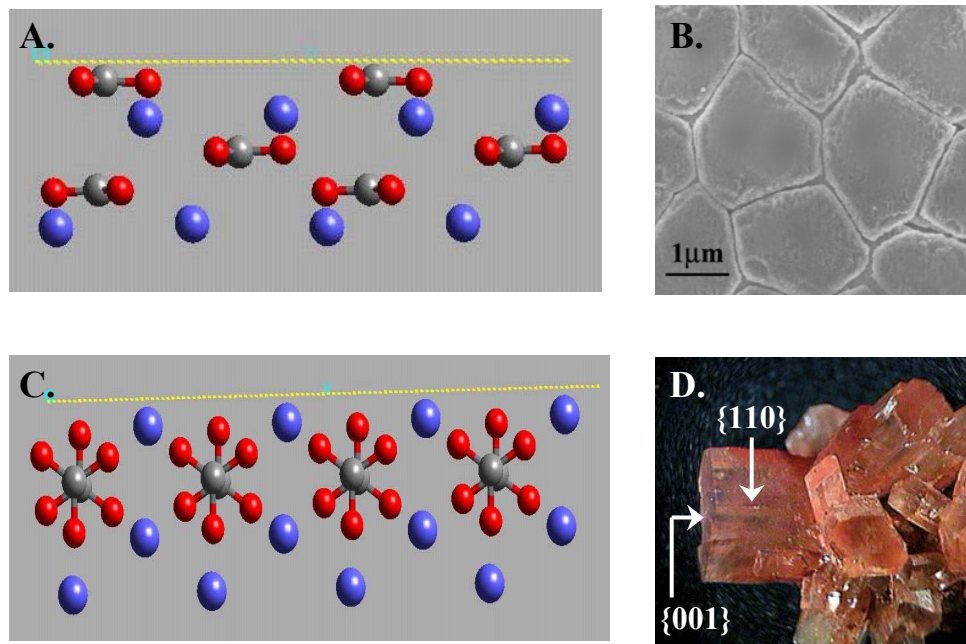 A.
B.
1μm
C.
D.
{110}
{001}